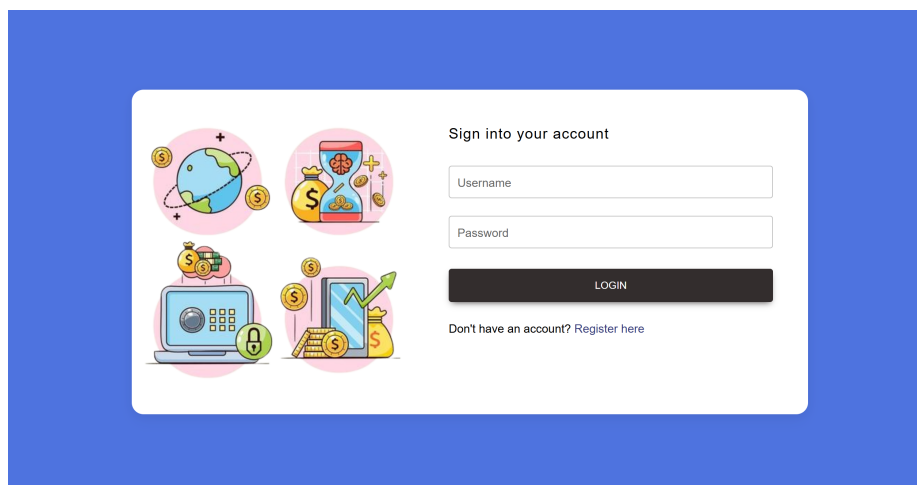 Sign into your account
Username
Password
LOGIN
Don't have an account? Register here